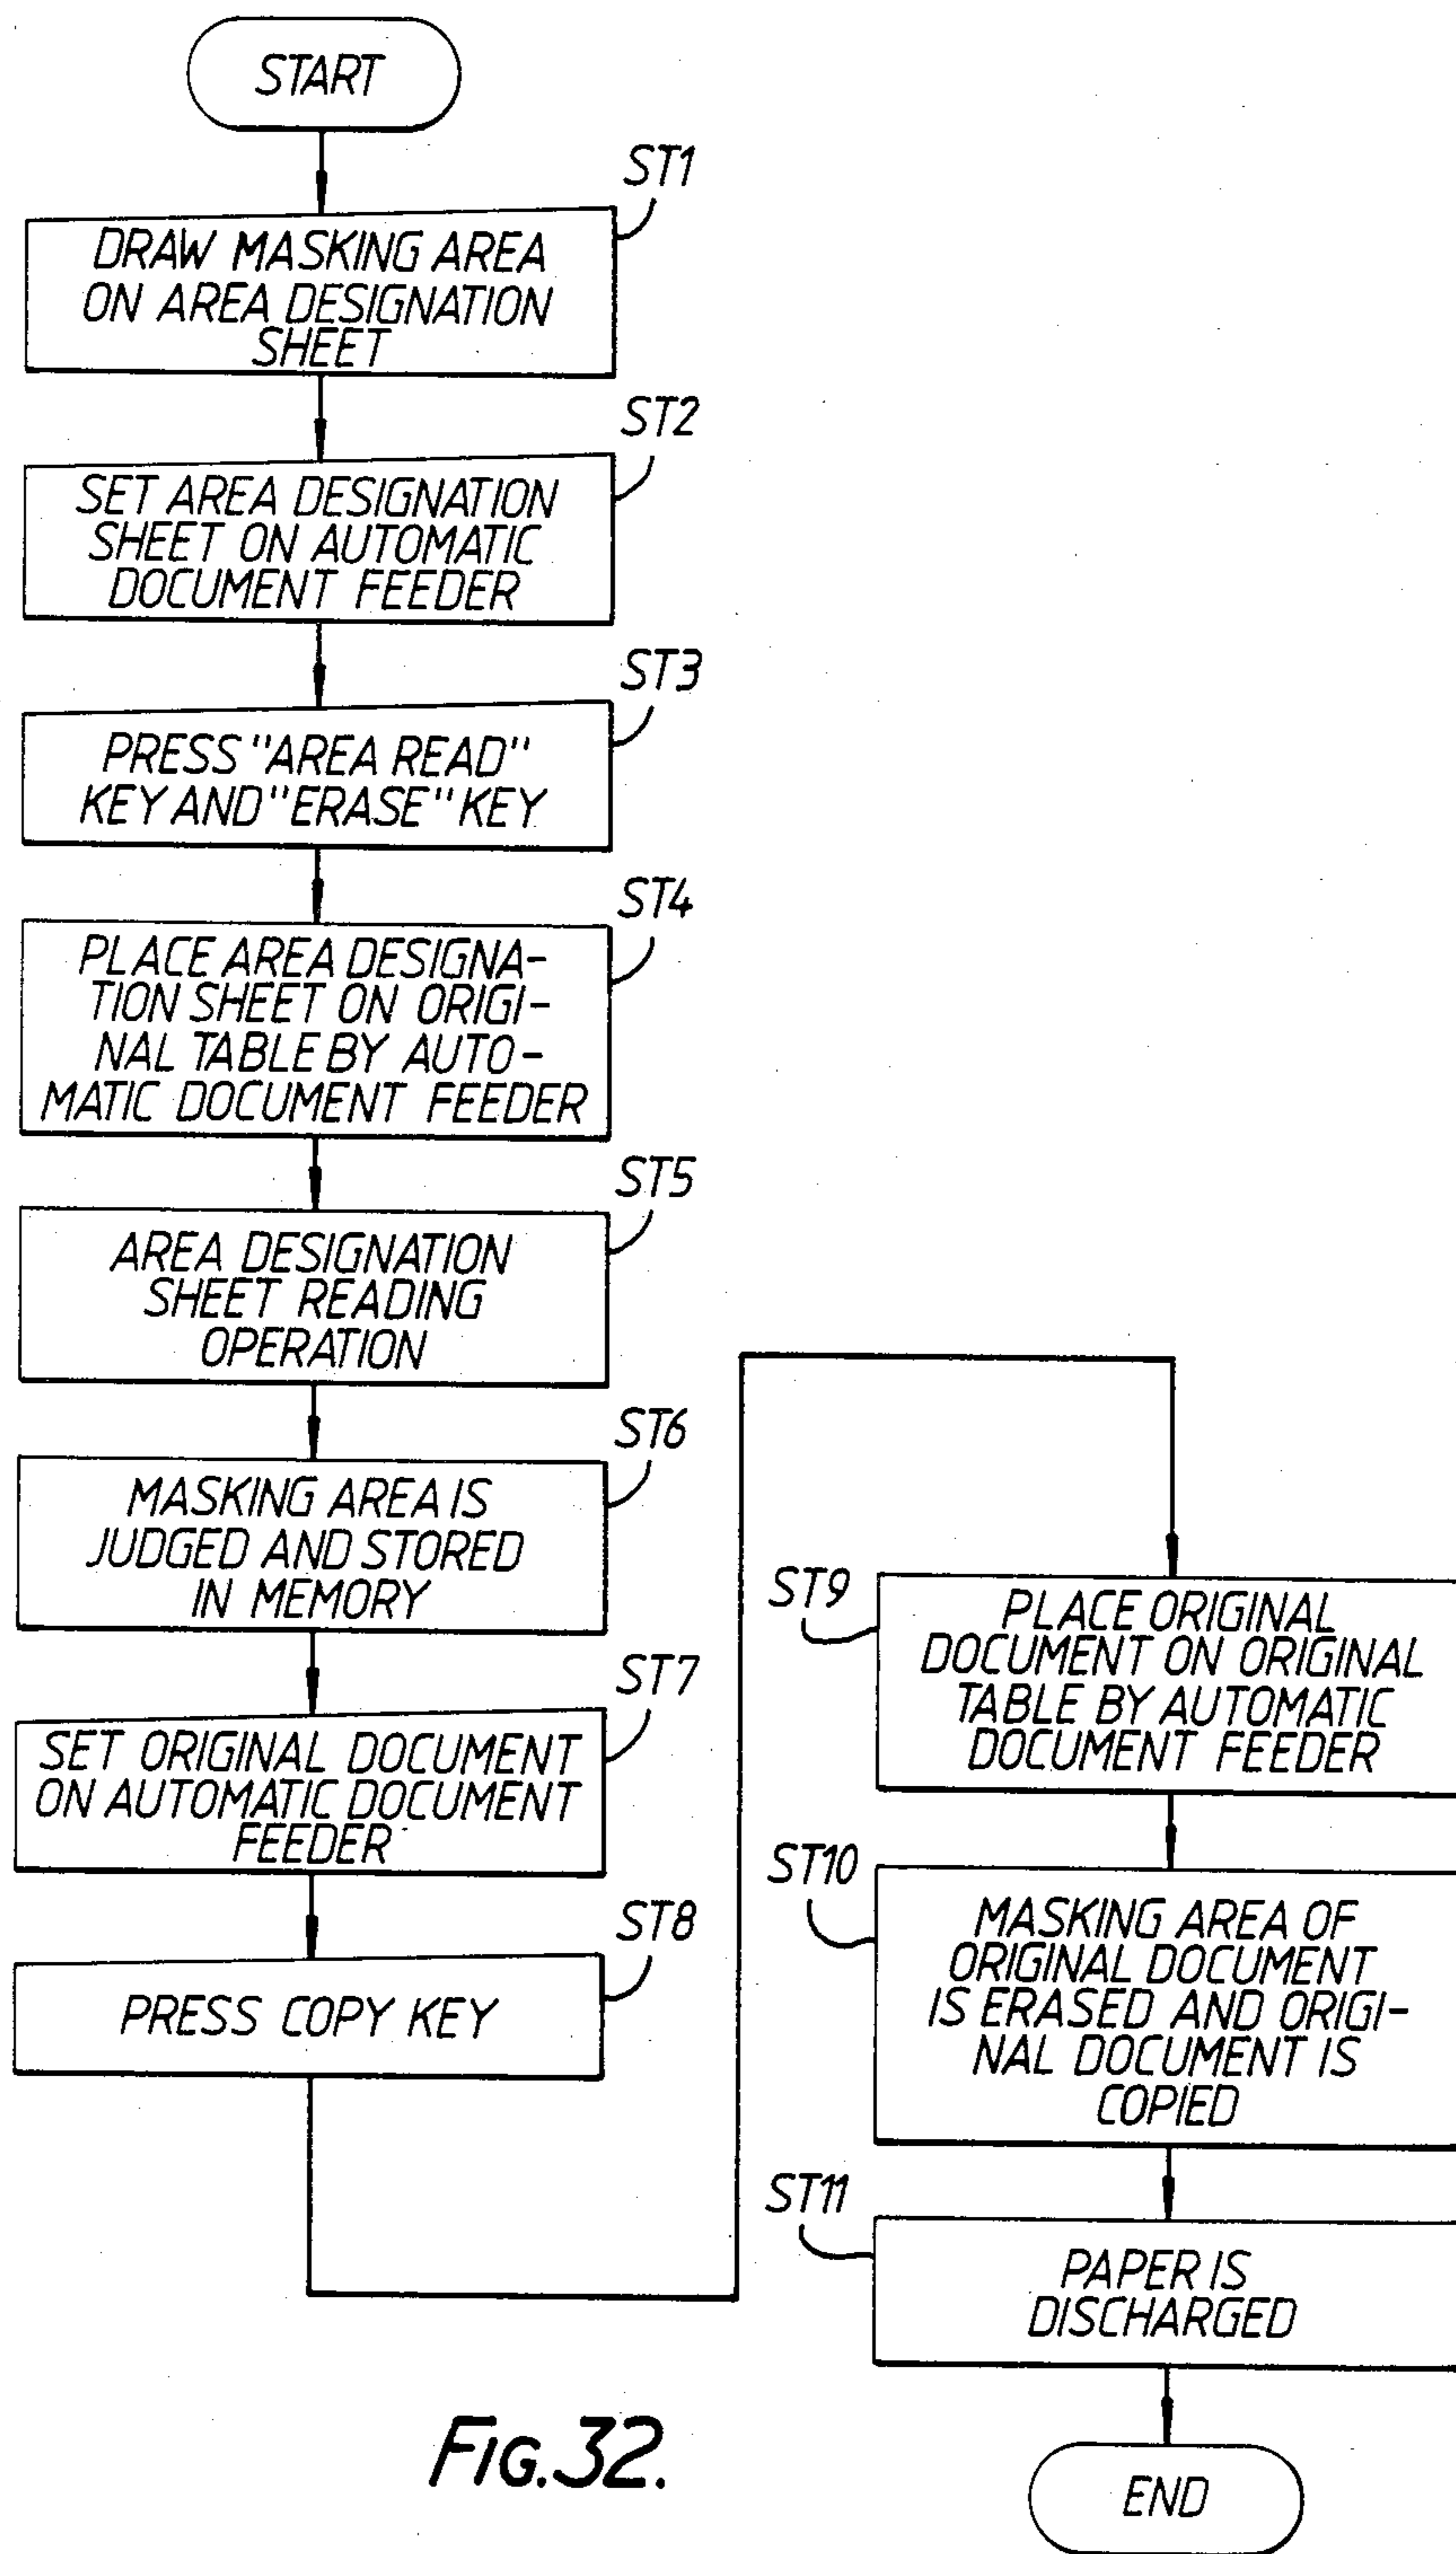 START
ST1
DRAW MASKING AREA
ON AREA DESIGNATION
SHEET
ST2
SET AREA DESIGNATION
SHEET ON AUTOMATIC
DOCUMENT FEEDER
ST3
PRESS "AREA READ"
KEY AND "ERASE" KEY
ST4
PLACE AREA DESIGNA-
TION SHEET ON ORIGI-
NAL TABLE BY AUTO-
MATIC DOCUMENT FEEDER
ST5
AREA DESIGNATION
SHEET READING
OPERATION
ST6
MASKING AREA IS
JUDGED AND STORED
IN MEMORY
ST7
SET ORIGINAL DOCUMENT
ON AUTOMATIC DOCUMENT
FEEDER
ST8
PRESS COPY KEY
ST9
PLACE ORIGINAL
DOCUMENT ON ORIGINAL
TABLE BY AUTOMATIC
DOCUMENT FEEDER
ST10
MASKING AREA OF
ORIGINAL DOCUMENT
IS ERASED AND ORIGI-
NAL DOCUMENT IS
COPIED
ST11
PAPER IS
DISCHARGED
END
FIG.32.